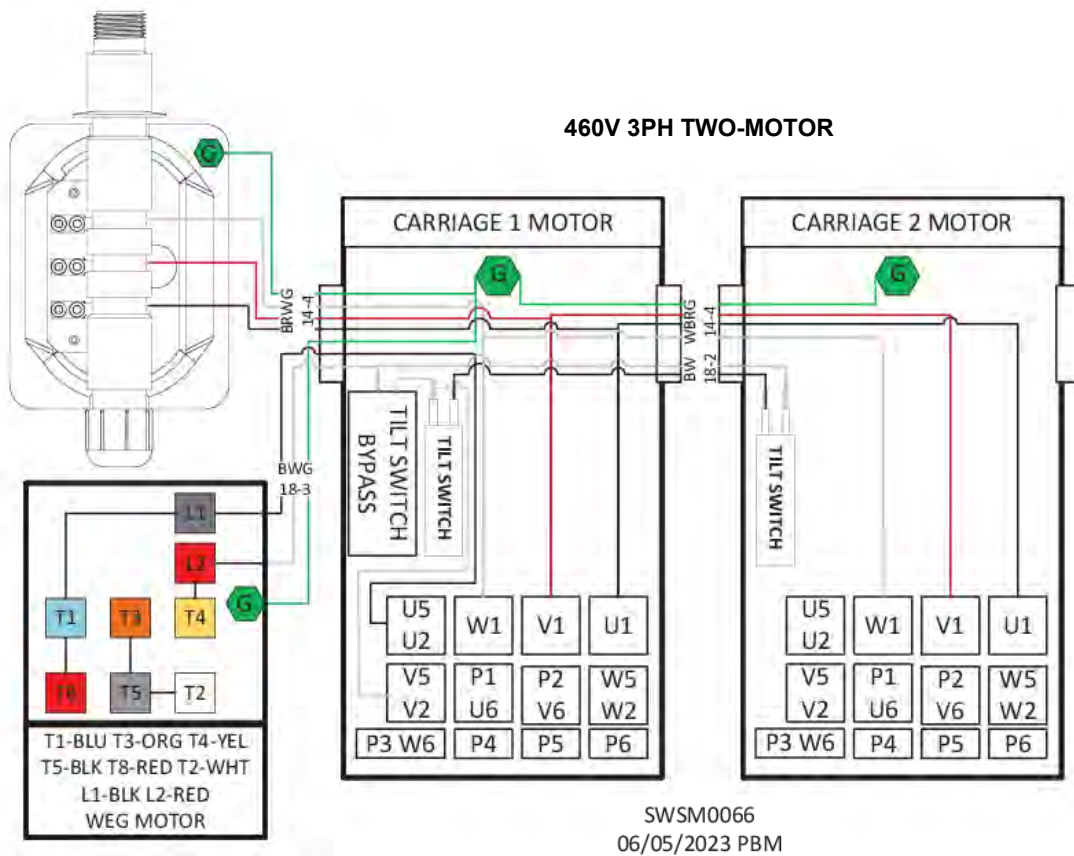 460V 3PH TWO-MOTOR
G
CARRIAGE 1 MOTOR
CARRIAGE 2 MOTOR
G
G
BRWG
14-4
WBRG
14-4
BW
18-2
TILT SWITCH
BYPASS
TILT SWITCH
TILT SWITCH
BWG
18-3
L1
L2
G
T1
T3
T4
T8
T5
T2
T1-BLU T3-ORG T4-YEL
T5-BLK T8-RED T2-WHT
L1-BLK L2-RED
WEG MOTOR
U5
U2
W1
V1
U1
V5
V2
P1
U6
P2
V6
W5
W2
P3 W6
P4
P5
P6
U5
U2
W1
V1
U1
V5
V2
P1
U6
P2
V6
W5
W2
P3 W6
P4
P5
P6
SWSM0066
06/05/2023 PBM